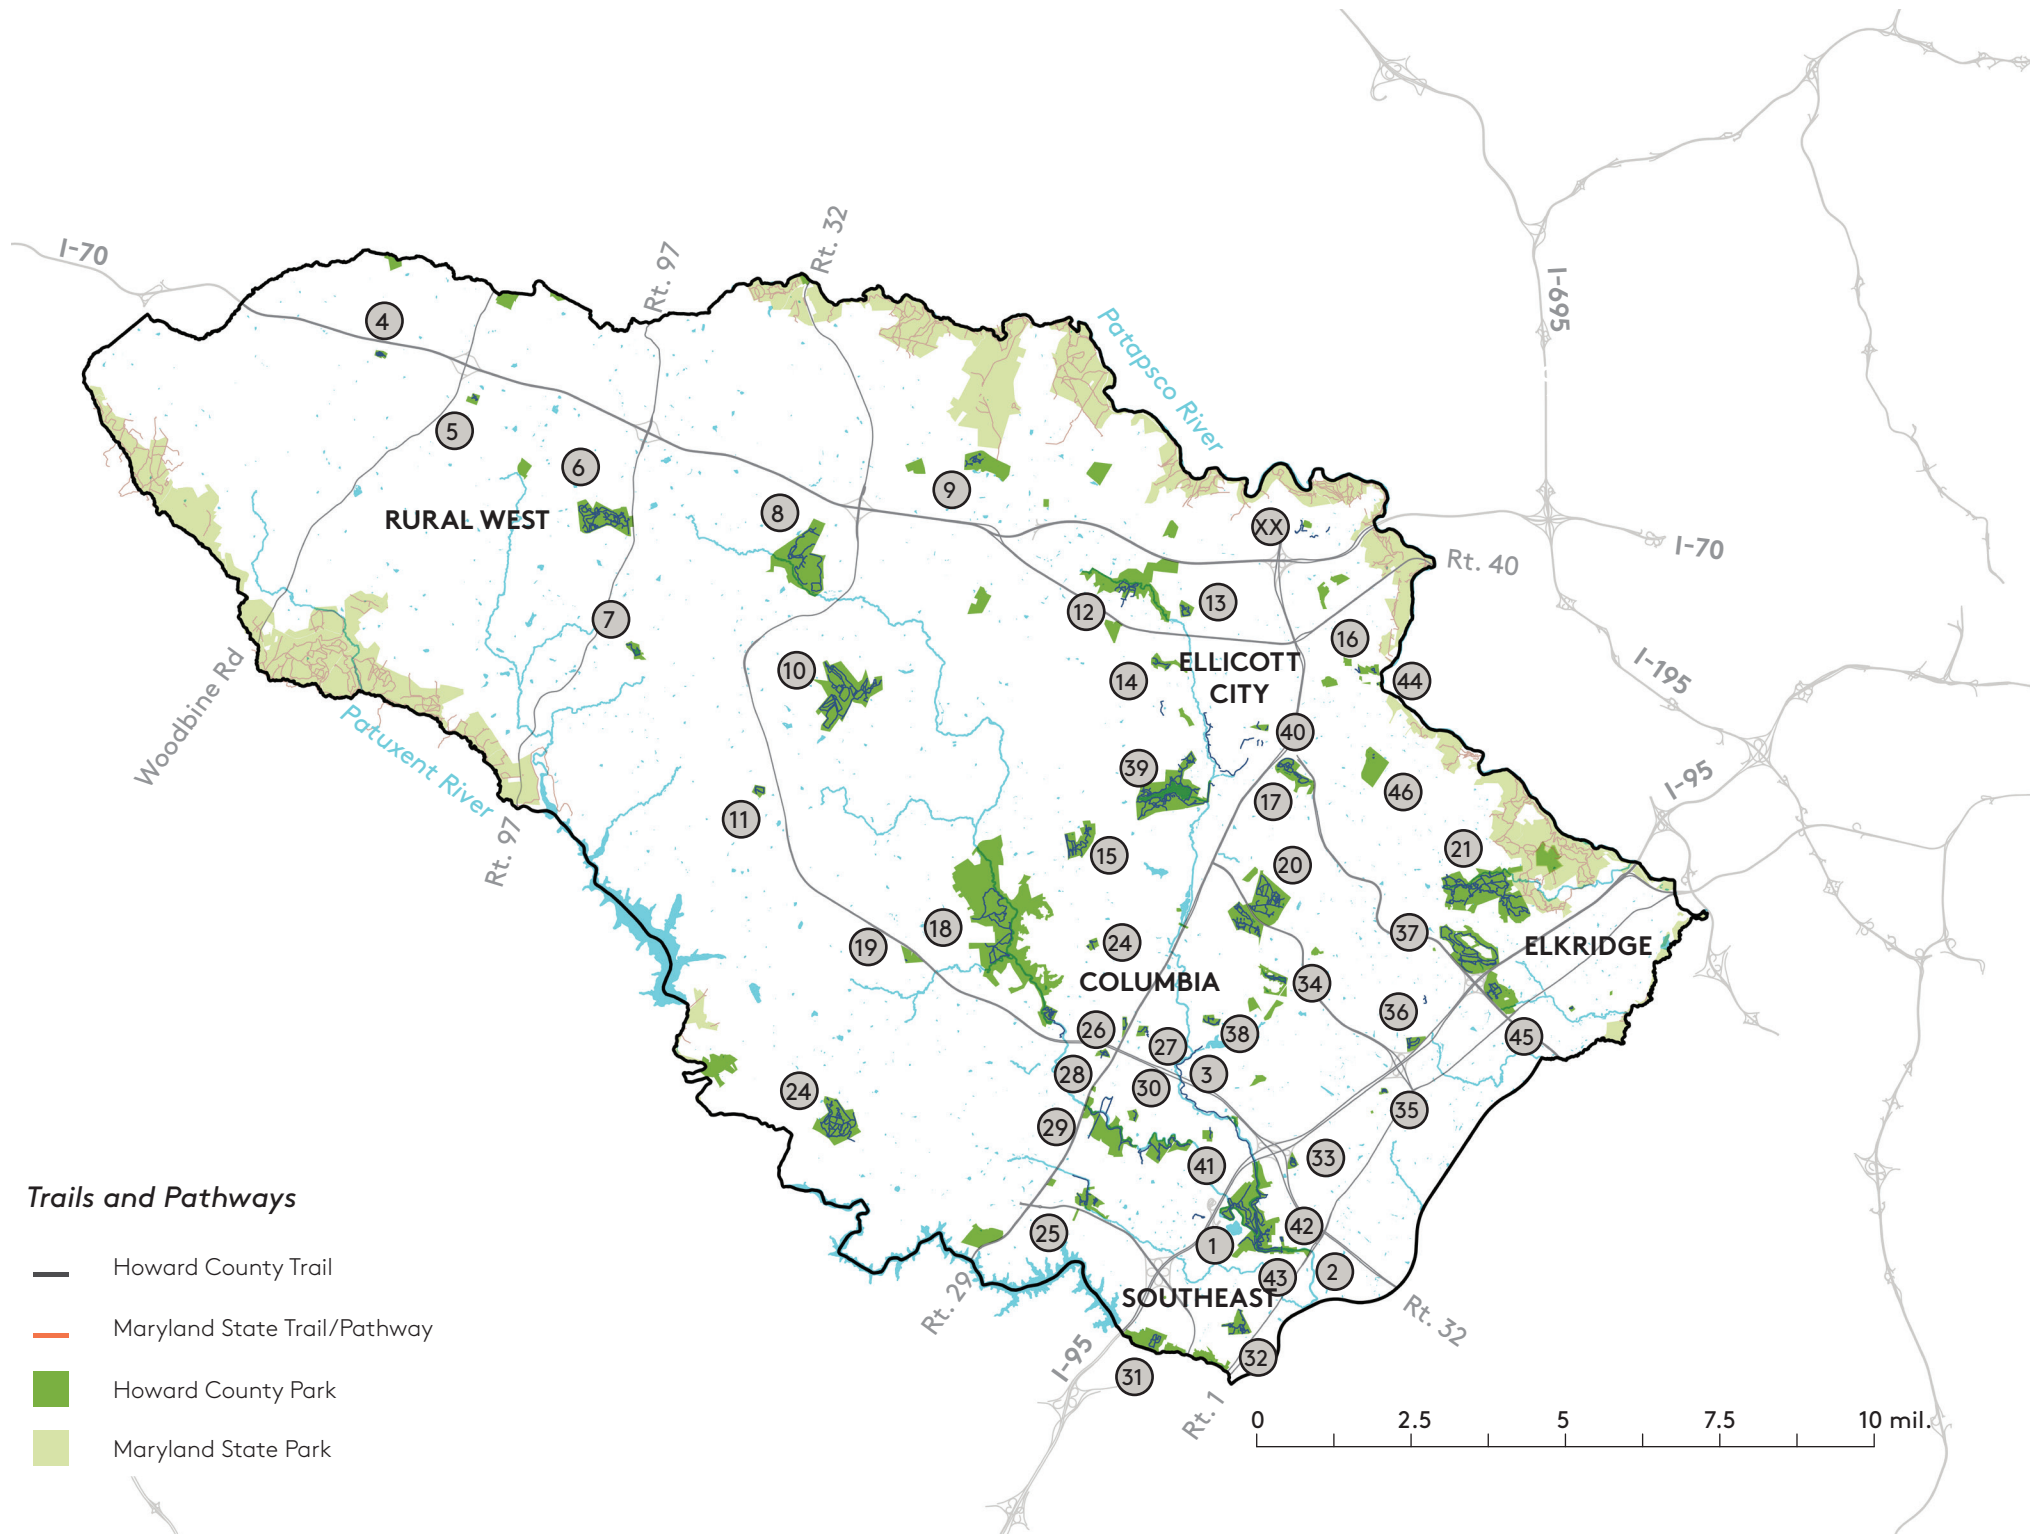 Rt. 32
I-70
Rt. 97
I-695
4
Patapsco River
5
6
9
8
RURAL WEST
XX
I-70
Rt. 40
13
12
7
16
ELLICOTT
CITY
I-195
10
14
44
Woodbine Rd
Patuxent River
40
39
I-95
46
17
11
Rt. 97
15
21
20
18
37
19
24
ELKRIDGE
COLUMBIA
34
36
26
38
45
27
28
3
30
24
35
29
33
41
Trails and Pathways
42
25
1
Howard County Trail
2
43
SOUTHEAST
Rt. 29
Rt. 32
Maryland State Trail/Pathway
I-95
32
31
Howard County Park
Rt. 1
0 2.5 5 7.5 10 mil.
Maryland State Park